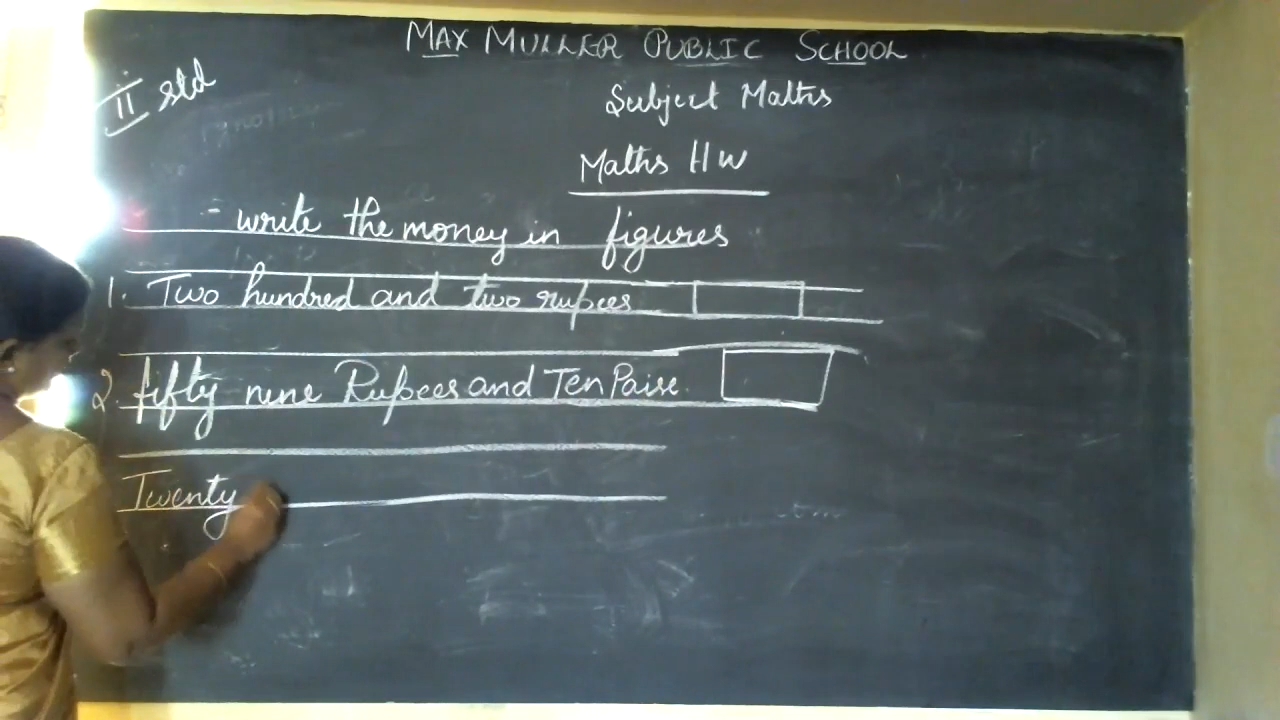 MAX MULLER PUBLIC SCHOOL
II std
Subject Maths
Maths HW
- write the money in figures
1. Two hundred and two rupees
2. fifty nine Rupees and Ten Paise.
Twenty